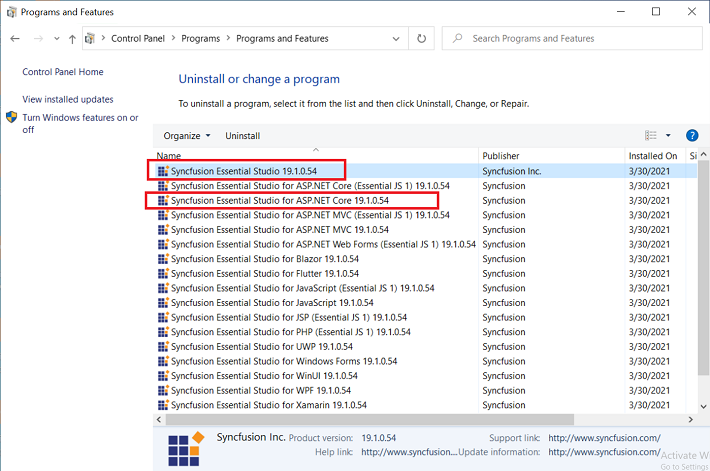 Programs and Features
Control Panel > Programs > Programs and Features
Search Programs and Features
Control Panel Home
View installed updates
Turn Windows features on or
off
Uninstall or change a program
To uninstall a program, select it from the list and then click Uninstall, Change, or Repair.
Organize Uninstall
Name Publisher Installed On Si
Syncfusion Essential Studio 19.1.0.54 Syncfusion Inc. 3/30/2021
Syncfusion Essential Studio for ASP.NET Core (Essential JS 1) 19.1.0.54 Syncfusion 3/30/2021
Syncfusion Essential Studio for ASP.NET Core 19.1.0.54 Syncfusion 3/30/2021
Syncfusion Essential Studio for ASP.NET MVC (Essential JS 1) 19.1.0.54 Syncfusion 3/30/2021
Syncfusion Essential Studio for ASP.NET MVC 19.1.0.54 Syncfusion 3/30/2021
Syncfusion Essential Studio for ASP.NET Web Forms (Essential JS 1) 19.1.0.54 Syncfusion 3/30/2021
Syncfusion Essential Studio for Blazor 19.1.0.54 Syncfusion 3/30/2021
Syncfusion Essential Studio for Flutter 19.1.0.54 Syncfusion 3/30/2021
Syncfusion Essential Studio for JavaScript (Essential JS 1) 19.1.0.54 Syncfusion 3/30/2021
Syncfusion Essential Studio for JavaScript 19.1.0.54 Syncfusion 3/30/2021
Syncfusion Essential Studio for JSP (Essential JS 1) 19.1.0.54 Syncfusion 3/30/2021
Syncfusion Essential Studio for PHP (Essential JS 1) 19.1.0.54 Syncfusion 3/30/2021
Syncfusion Essential Studio for UWP 19.1.0.54 Syncfusion 3/30/2021
Syncfusion Essential Studio for Windows Forms 19.1.0.54 Syncfusion 3/30/2021
Syncfusion Essential Studio for WinUI 19.1.0.54 Syncfusion 3/30/2021
Syncfusion Essential Studio for WPF 19.1.0.54 Syncfusion 3/30/2021
Syncfusion Essential Studio for Xamarin 19.1.0.54 Syncfusion 3/30/2021
Syncfusion Inc. Product version: 19.1.0.54 Support link: http://www.syncfusion.com/
Help link: http://www.syncfusion.... Update information: http://www.syncfusion.com/
Activate W
Go to Settings